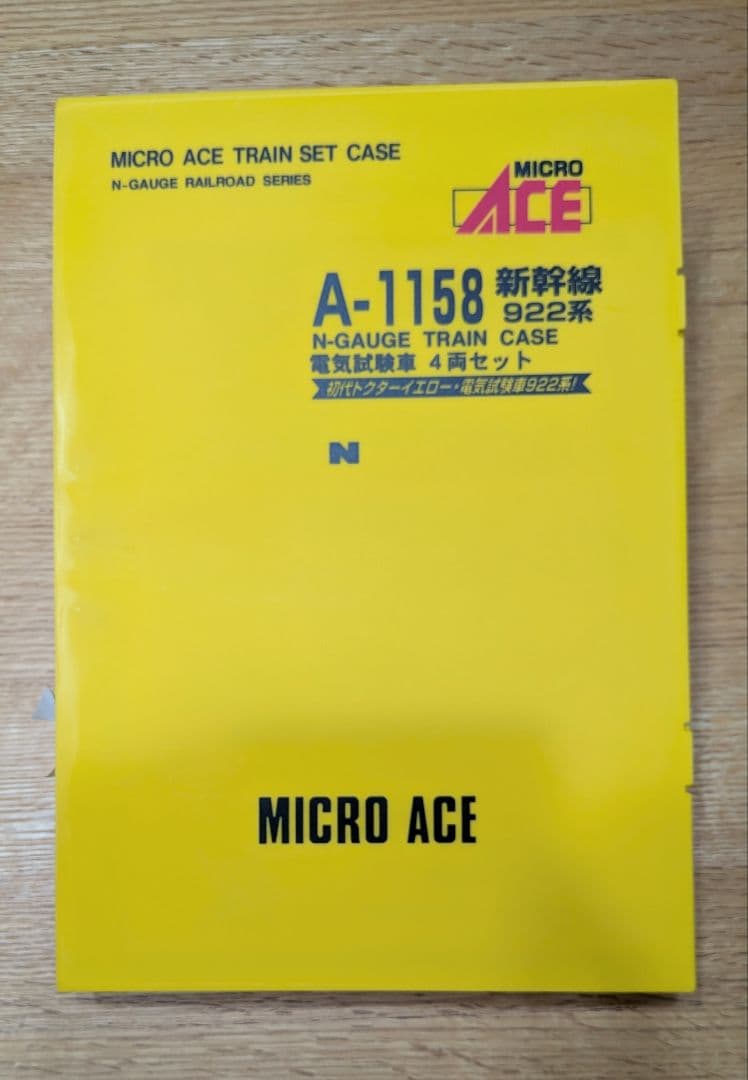 MICRO ACE TRAIN SET CASE
N-GAUGE RAILROAD SERIES
MICRO
ACE
A-1158 新幹線
922系
N-GAUGE TRAIN CASE
電気試験車 4両セット
初代ドクターイエロー・電気試験車922系!
N
MICRO ACE